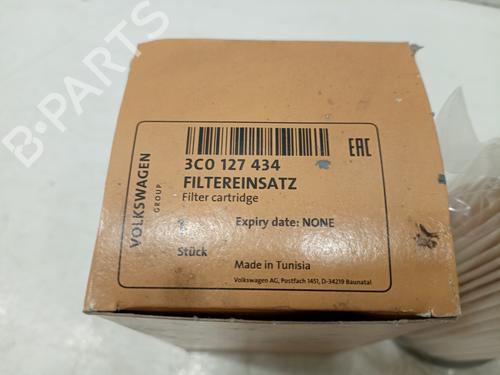 B-PARTS
VOLKSWAGEN
GROUP
EAC
3C0 127 434
FILTEREINSATZ
Filter cartridge
Expiry date: NONE
Stück
Made in Tunisia
Volkswagen AG, Postfach 1451, D-34219 Baunatal